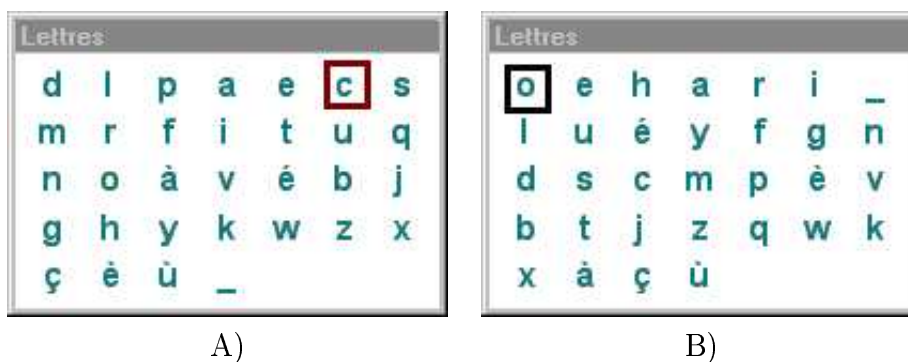 Lettres
d l p a e c s
m r f i t u q
n o à v é b j
g h y k w z x
ç è ù _
A)
Lettres
o e h a r i _
l u é y f g n
d s c m p è v
b t j z q w k
x à ç ù
B)